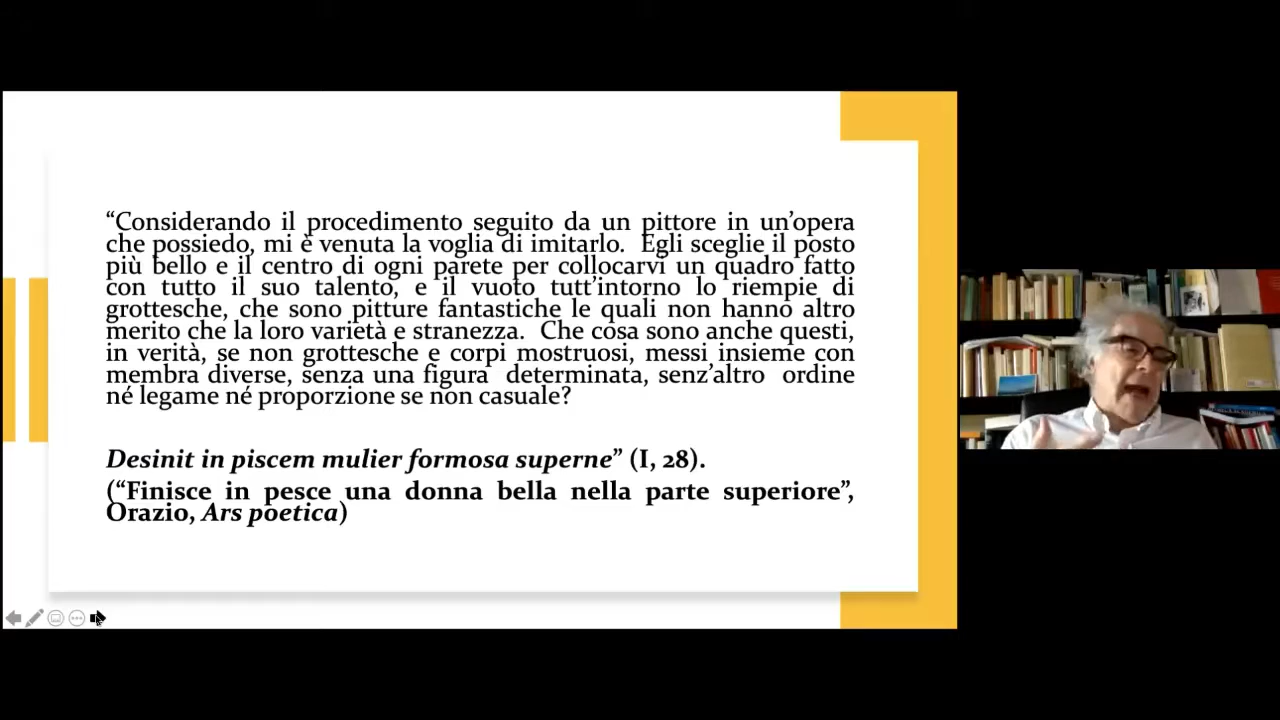 “Considerando il procedimento seguito da un pittore in un’opera
che possiedo, mi è venuta la voglia di imitarlo. Egli sceglie il posto
più bello e il centro di ogni parete per collocarvi un quadro fatto
con tutto il suo talento, e il vuoto tutt’intorno lo riempie di
grottesche, che sono pitture fantastiche le quali non hanno altro
merito che la loro varietà e stranezza. Che cosa sono anche questi,
in verità, se non grottesche e corpi mostruosi, messi insieme con
membra diverse, senza una figura determinata, senz’altro ordine
né legame né proporzione se non casuale?
Desinit in piscem mulier formosa superne” (I, 28).
(“Finisce in pesce una donna bella nella parte superiore”,
Orazio, Ars poetica)